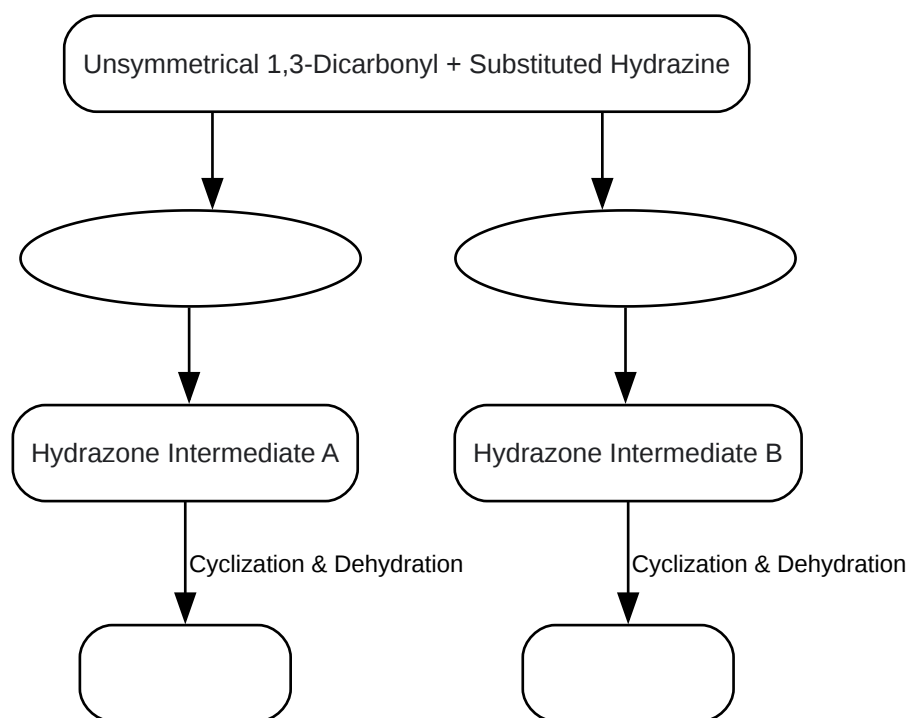 Unsymmetrical 1,3-Dicarbonyl + Substituted Hydrazine
Hydrazone Intermediate A
Hydrazone Intermediate B
Cyclization & Dehydration
Cyclization & Dehydration